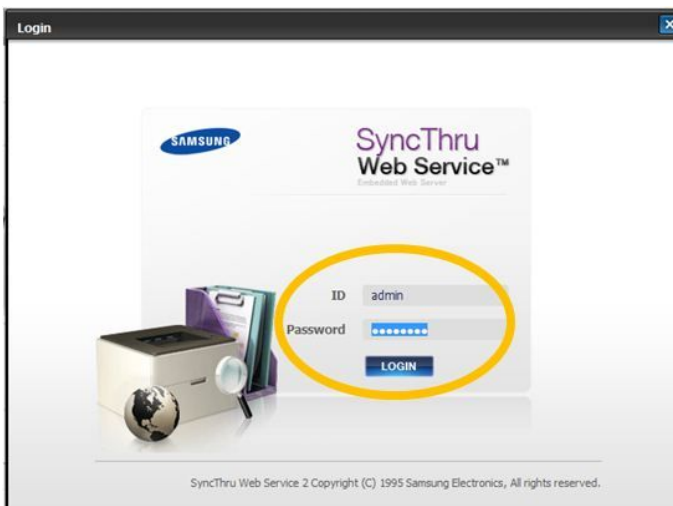 Login
SAMSUNG
SyncThru
Web Service™
Embedded Web Server
ID admin
Password ••••••••
LOGIN
SyncThru Web Service 2 Copyright (C) 1995 Samsung Electronics, All rights reserved.